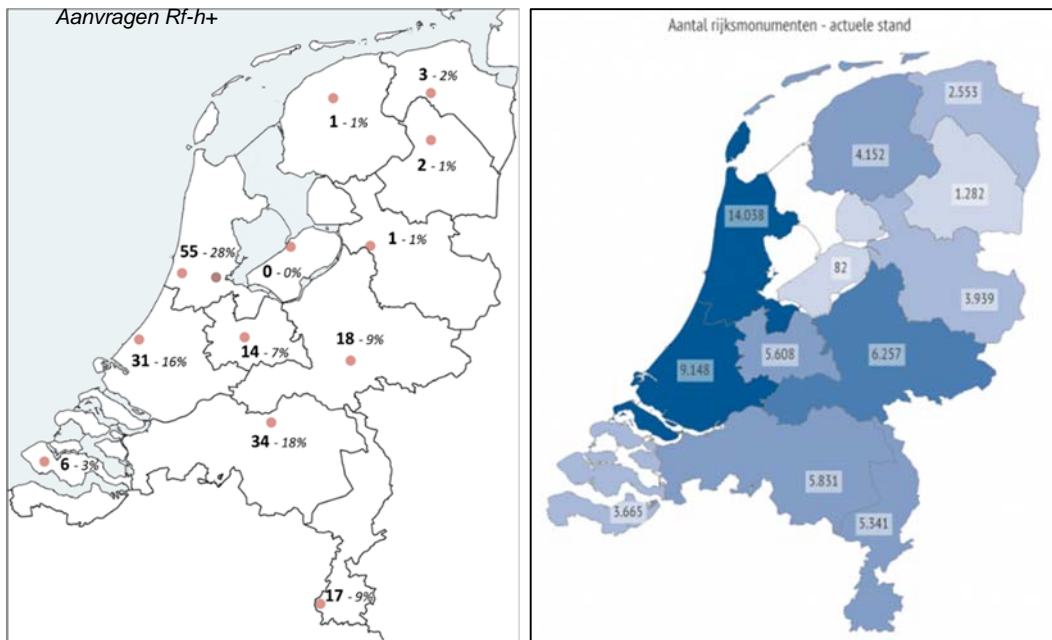 Aanvragen Rf-h+
3 - 2%
1 - 1%
2 - 1%
1 - 1%
55 - 28%
0 - 0%
18 - 9%
14 - 7%
31 - 16%
34 - 18%
6 - 3%
17 - 9%
Aantal rijksmonumenten - actuele stand
2.553
4.152
1.282
14.038
82
3.939
5.608
6.257
9.148
5.831
3.665
5.341